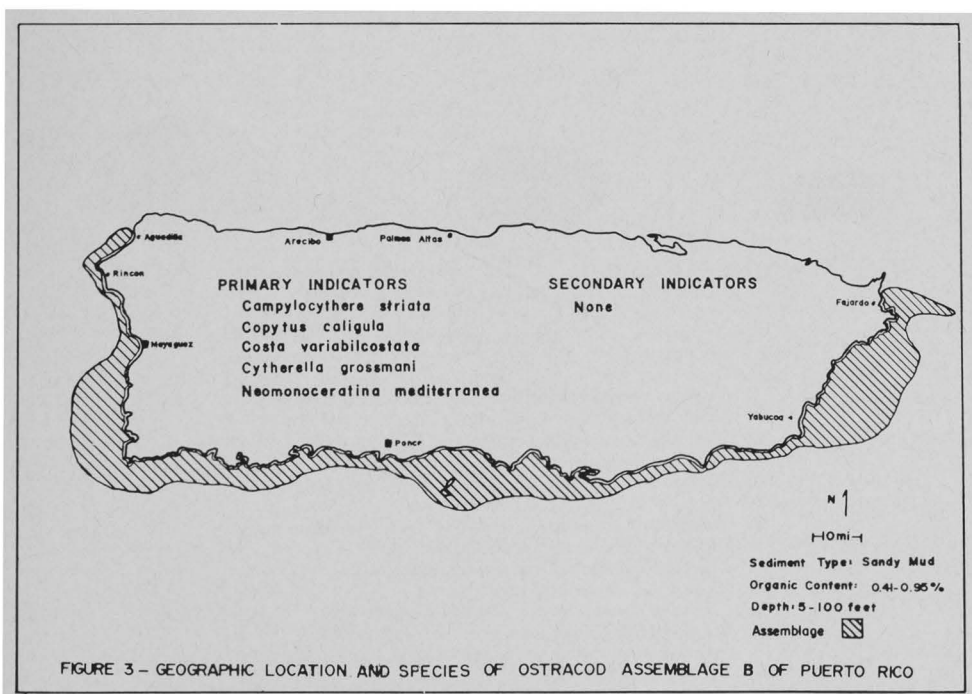 Aguadilla
Arecibo
Palmas Altas
Rincon
PRIMARY INDICATORS
SECONDARY INDICATORS
Campylocythere striata
None
Fajardo
Copytus caligula
Costa variabilcostata
Mayaguez
Cytherella grossmani
Neomonoceratina mediterranea
Yabucoa
Ponce
N
10mi
Sediment Type: Sandy Mud
Organic Content: 0.41-0.95%
Depth: 5-100 feet
Assemblage
FIGURE 3 - GEOGRAPHIC LOCATION AND SPECIES OF OSTRACOD ASSEMBLAGE B OF PUERTO RICO